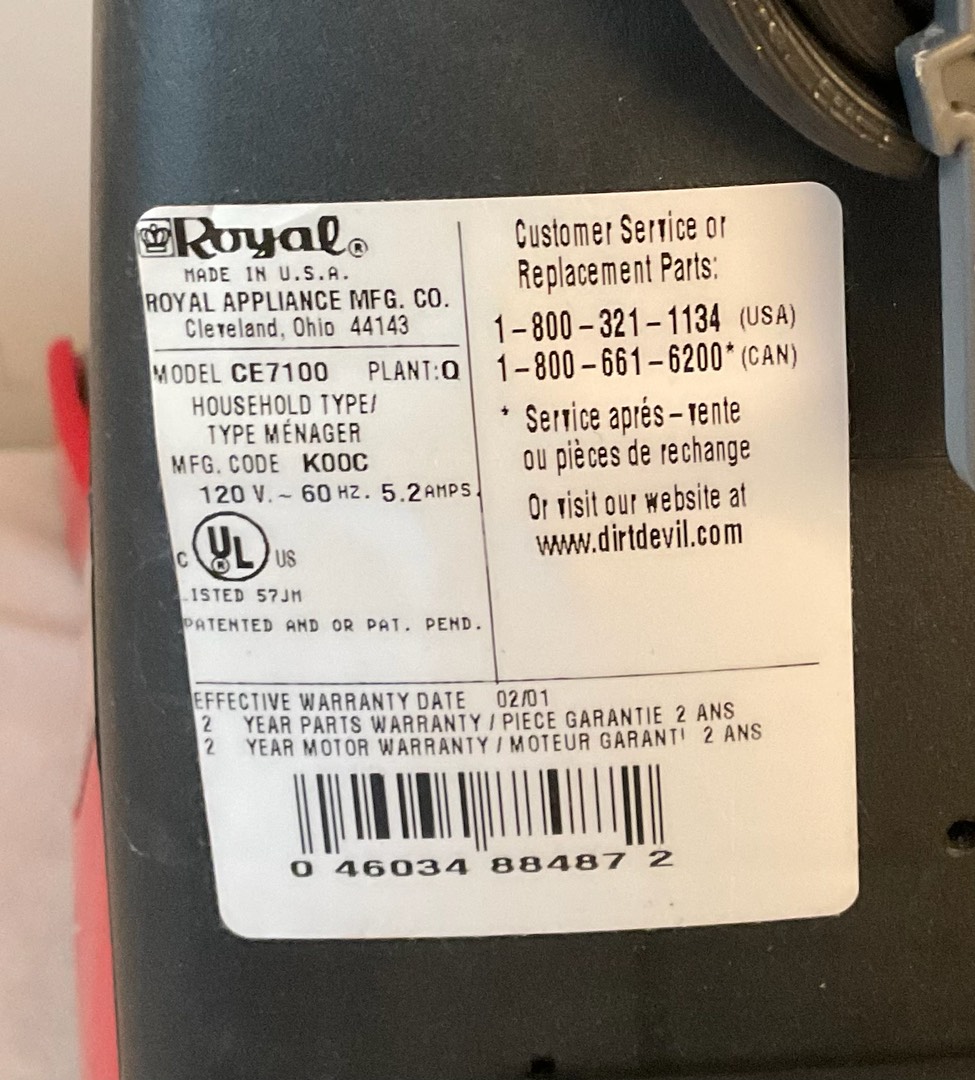 Royal®
MADE IN U.S.A.
ROYAL APPLIANCE MFG. CO.
Cleveland, Ohio 44143
MODEL CE7100 PLANT:Q
HOUSEHOLD TYPE/
TYPE MÉNAGER
MFG. CODE K00C
120 V.~ 60 HZ. 5.2AMPS.
C UL® US
LISTED 57JM
PATENTED AND OR PAT. PEND.
Customer Service or
Replacement Parts:
1-800-321-1134 (USA)
1-800-661-6200* (CAN)
* Service aprés-vente
ou pièces de rechange
Or visit our website at
www.dirtdevil.com
EFFECTIVE WARRANTY DATE 02/01
2 YEAR PARTS WARRANTY / PIECE GARANTIE 2 ANS
2 YEAR MOTOR WARRANTY / MOTEUR GARANTI 2 ANS
0 46034 88487 2